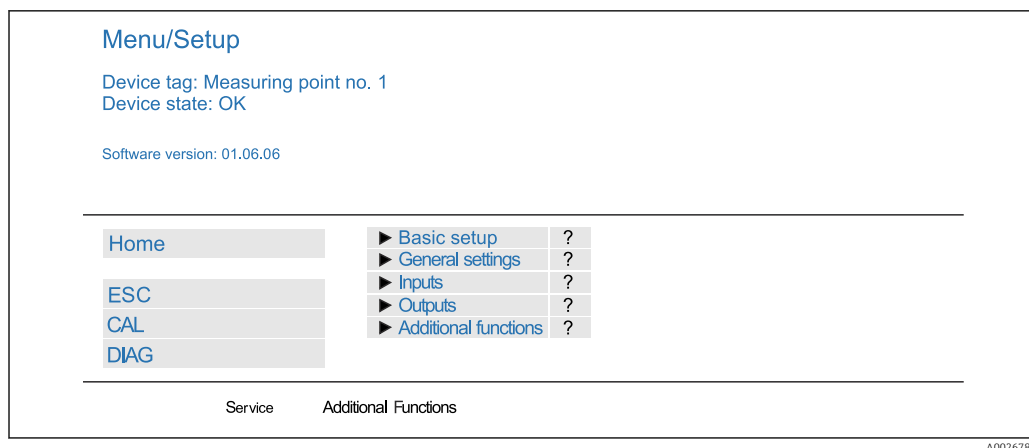 Menu/Setup
Device tag: Measuring point no. 1
Device state: OK
Software version: 01.06.06
Home
ESC
CAL
DIAG
► Basic setup ?
► General settings ?
► Inputs ?
► Outputs ?
► Additional functions ?
Service Additional Functions